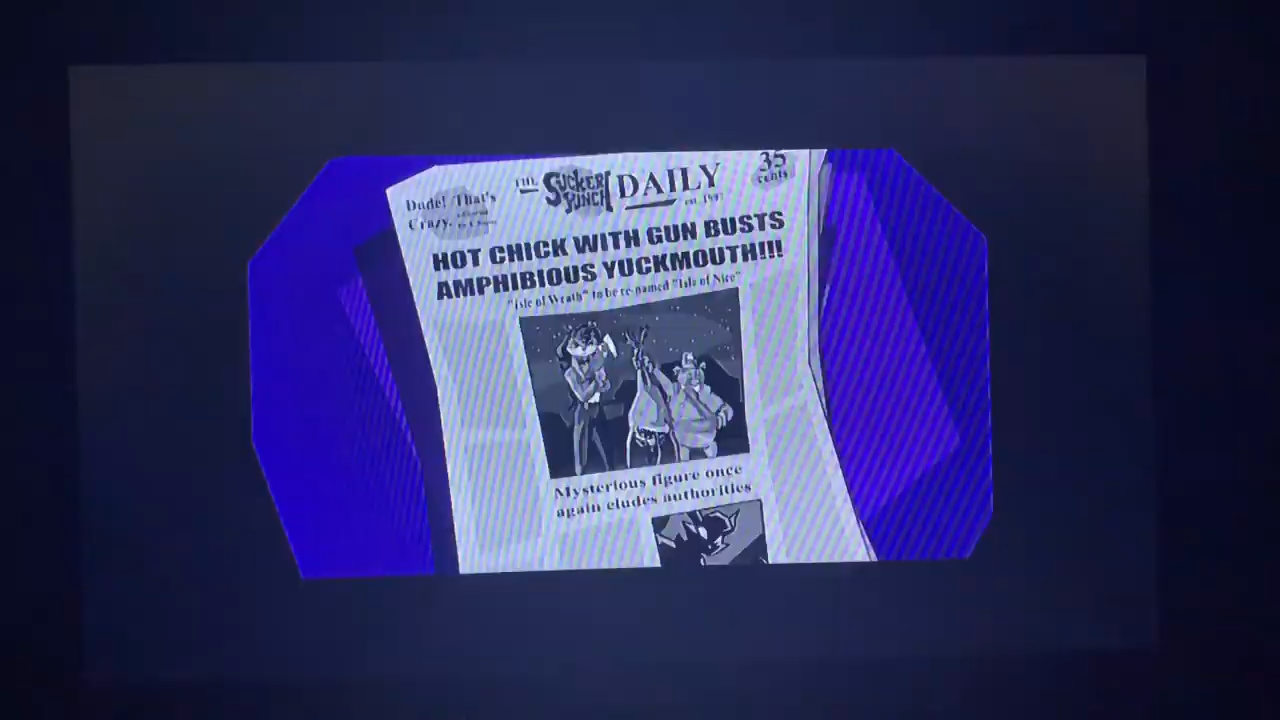 Dude! That's
Crazy.
THE SUCKER PUNCH DAILY
35
cents
est. 1997
HOT CHICK WITH GUN BUSTS
AMPHIBIOUS YUCKMOUTH!!!
"Isle of Wrath" to be re-named "Isle of Nice"
Mysterious figure once
again eludes authorities